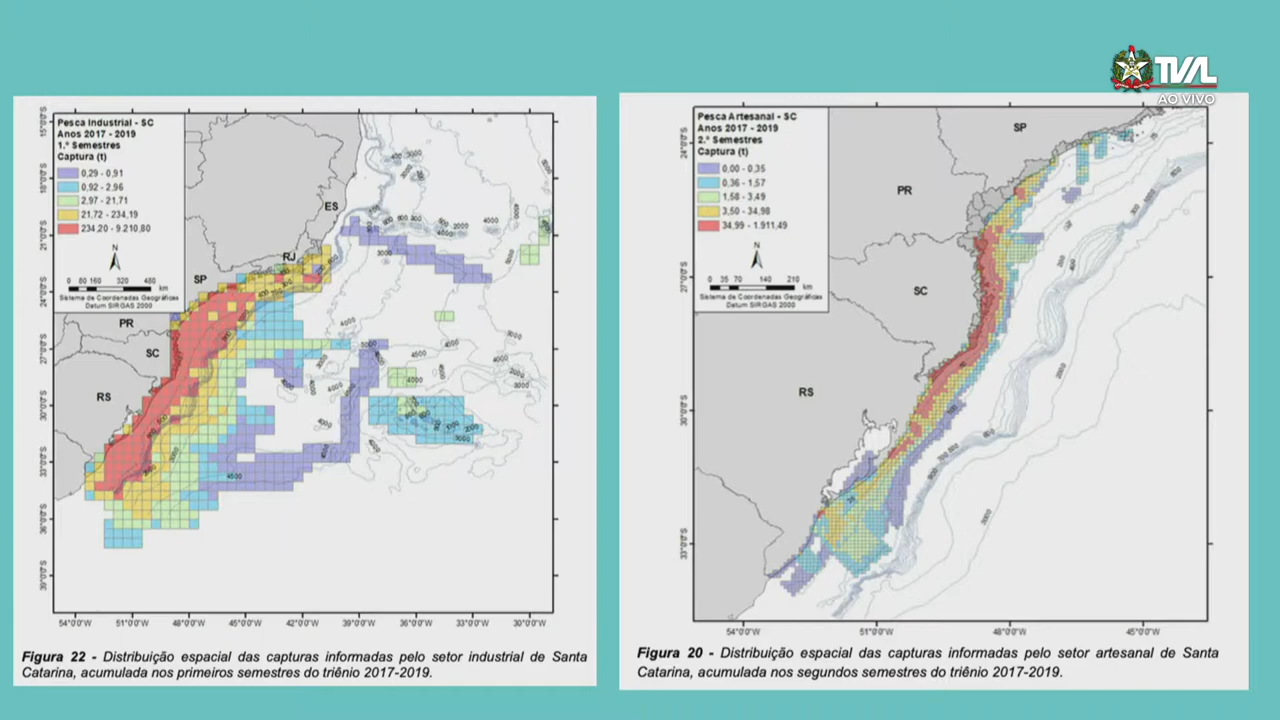 TVAL
AO VIVO
Pesca Industrial - SC
Anos 2017 - 2019
1.º Semestres
Captura (t)
0,29 - 0,91
0,92 - 2,96
2,97 - 21,71
21,72 - 234,19
234,20 - 9.210,80
N
0 80 160 320 480
km
Sistema de Coordenadas Geográficas
Datum SIRGAS 2000
ES
RJ
SP
PR
SC
RS
54°0'0"W 51°0'0"W 48°0'0"W 45°0'0"W 42°0'0"W 39°0'0"W 36°0'0"W 33°0'0"W 30°0'0"W
Figura 22 - Distribuição espacial das capturas informadas pelo setor industrial de Santa
Catarina, acumulada nos primeiros semestres do triênio 2017-2019.
Pesca Artesanal - SC
Anos 2017 - 2019
2.º Semestres
Captura (t)
0,00 - 0,35
0,36 - 1,57
1,58 - 3,49
3,50 - 34,98
34,99 - 1.911,49
N
0 35 70 140 210
km
Sistema de Coordenadas Geográficas
Datum SIRGAS 2000
SP
PR
SC
RS
54°0'0"W 51°0'0"W 48°0'0"W 45°0'0"W
Figura 20 - Distribuição espacial das capturas informadas pelo setor artesanal de Santa
Catarina, acumulada nos segundos semestres do triênio 2017-2019.